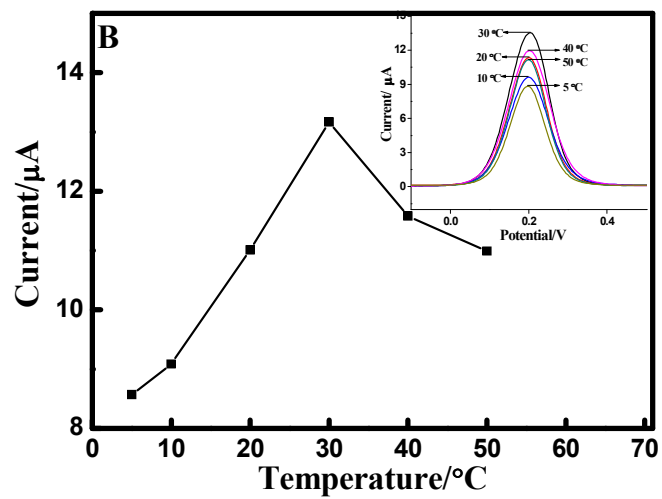 B
14
12
10
8
Current/µA
0 10 20 30 40 50 60 70
Temperature/°C
15
12
9
6
3
0
Current/ µA
30 °C
20 °C
10 °C
40 °C
50 °C
5 °C
0.0 0.2 0.4
Potential/V